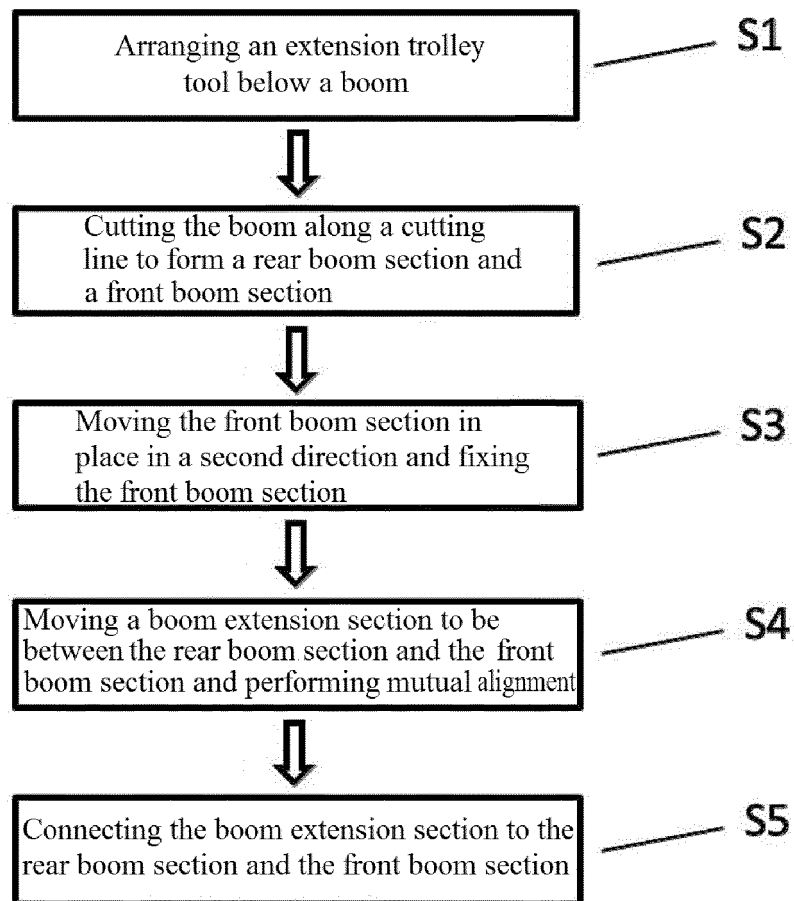 Arranging an extension trolley
tool below a boom
S1
Cutting the boom along a cutting
line to form a rear boom section and
a front boom section
S2
Moving the front boom section in
place in a second direction and fixing
the front boom section
S3
Moving a boom extension section to be
between the rear boom section and the front
boom section and performing mutual alignment
S4
Connecting the boom extension section to the
rear boom section and the front boom section
S5